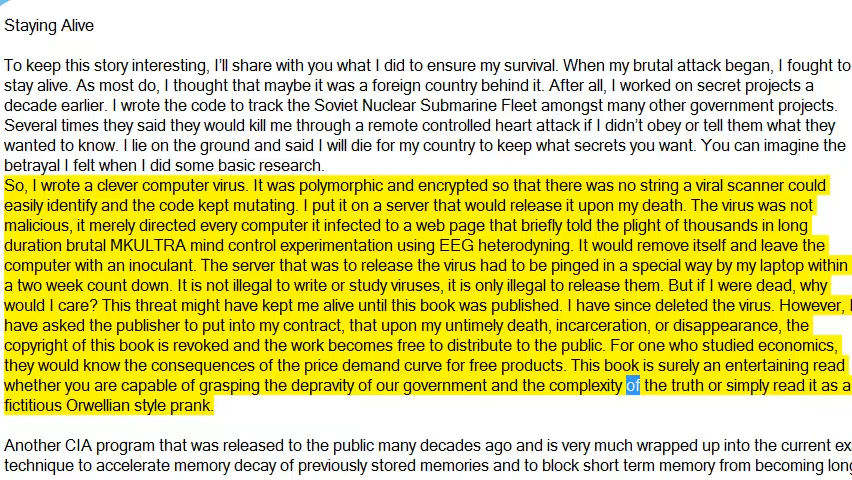 Staying Alive
To keep this story interesting, I'll share with you what I did to ensure my survival. When my brutal attack began, I fought to
stay alive. As most do, I thought that maybe it was a foreign country behind it. After all, I worked on secret projects a
decade earlier. I wrote the code to track the Soviet Nuclear Submarine Fleet amongst many other government projects.
Several times they said they would kill me through a remote controlled heart attack if I didn't obey or tell them what they
wanted to know. I lie on the ground and said I will die for my country to keep what secrets you want. You can imagine the
betrayal I felt when I did some basic research.
So, I wrote a clever computer virus. It was polymorphic and encrypted so that there was no string a viral scanner could
easily identify and the code kept mutating. I put it on a server that would release it upon my death. The virus was not
malicious, it merely directed every computer it infected to a web page that briefly told the plight of thousands in long
duration brutal MKULTRA mind control experimentation using EEG heterodyning. It would remove itself and leave the
computer with an inoculant. The server that was to release the virus had to be pinged in a special way by my laptop within
a two week count down. It is not illegal to write or study viruses, it is only illegal to release them. But if I were dead, why
would I care? This threat might have kept me alive until this book was published. I have since deleted the virus. However, I
have asked the publisher to put into my contract, that upon my untimely death, incarceration, or disappearance, the
copyright of this book is revoked and the work becomes free to distribute to the public. For one who studied economics,
they would know the consequences of the price demand curve for free products. This book is surely an entertaining read
whether you are capable of grasping the depravity of our government and the complexity of the truth or simply read it as a
fictitious Orwellian style prank.
Another CIA program that was released to the public many decades ago and is very much wrapped up into the current ex
technique to accelerate memory decay of previously stored memories and to block short term memory from becoming long